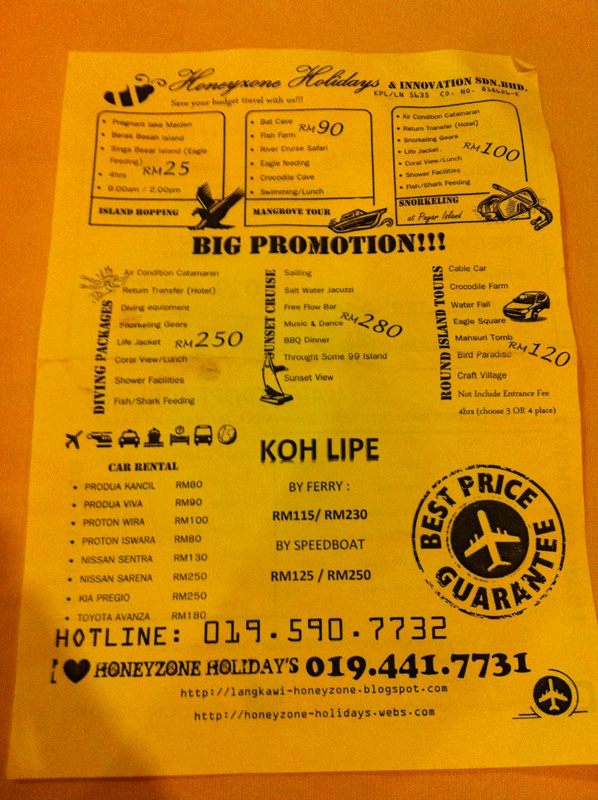 Honeyzone Holidays & INNOVATION SDN.BHD.
KPL/LN 5635 CO. NO.
Save your budget travel with us!!!
Pregnant lake Maiden
Beras Basah Island
Singa Besar Island (Eagle
Feeding)
4hrs
RM25
9.00am / 2.00pm
ISLAND HOPPING
Bat Cave
Fish Farm
RM90
River Cruise Safari
Eagle feeding
Crocodile Cave
Swimming/Lunch
MANGROVE TOUR
Air Condition Catamaran
Return Transfer (Hotel)
Snorkeling Gears
Life Jacket
RM100
Coral View/Lunch
Shower Facilities
Fish/Shark Feeding
SNORKELING
at Payar Island
BIG PROMOTION!!!
DIVING PACKAGES
Air Condition Catamaran
Return Transfer (Hotel)
Diving equipment
Snorkeling Gears
Life Jacket
RM250
Coral View/Lunch
Shower Facilities
Fish/Shark Feeding
SUNSET CRUISE
Sailling
Salt Water Jacuzzi
Free Flow Bar
Music & Dance
RM280
BBQ Dinner
Throught Some 99 Island
Sunset View
ROUND ISLAND TOURS
Cable Car
Crocodile Farm
Water Fall
Eagle Square
Mahsuri Tomb
RM120
Bird Paradise
Craft Village
Not Include Entrance Fee
4hrs (choose 3 OR 4 place)
CAR RENTAL
PRODUA KANCIL RM80
PRODUA VIVA RM90
PROTON WIRA RM100
PROTON ISWARA RM80
NISSAN SENTRA RM130
NISSAN SARENA RM250
KIA PREGIO RM250
TOYOTA AVANZA RM180
KOH LIPE
BY FERRY :
RM115/ RM230
BY SPEEDBOAT
RM125 / RM250
BEST PRICE
GUARANTEE
HOTLINE: 019.590.7732
I ♥ HONEYZONE HOLIDAY'S 019.441.7731
http://langkawi-honeyzone.blogspot.com
http://honeyzone-holidays.webs.com